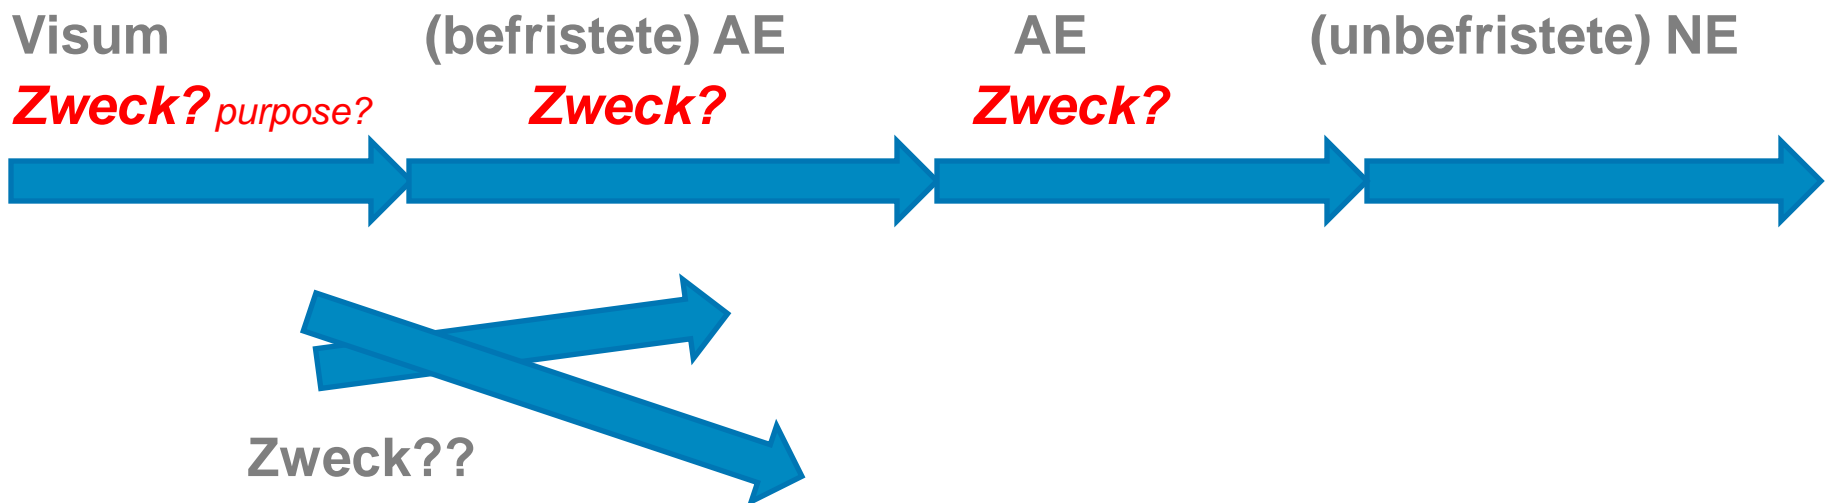 Visum (befristete) AE AE (unbefristete) NE
Zweck? purpose? Zweck? Zweck?
Zweck??